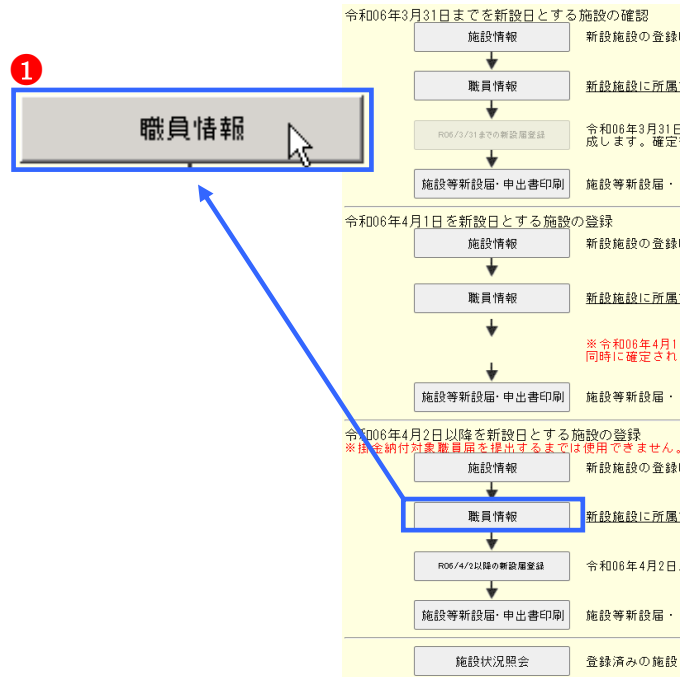 令和06年3月31日までを新設日とする施設の確認
施設情報 新設施設の登録
1
職員情報
職員情報 新設施設に所属
R06/3/31までの新設届登録 令和06年3月31日
成します。確定
施設等新設届・申出書印刷 施設等新設届・
令和06年4月1日を新設日とする施設の登録
施設情報 新設施設の登録
職員情報 新設施設に所属
※令和06年4月1
同時に確定され
施設等新設届・申出書印刷 施設等新設届・
令和06年4月2日以降を新設日とする施設の登録
※掛金納付対象職員届を提出するまでは使用できません。
施設情報 新設施設の登録
職員情報 新設施設に所属
R06/4/2以降の新設届登録 令和06年4月2日
施設等新設届・申出書印刷 施設等新設届・
施設状況照会 登録済みの施設